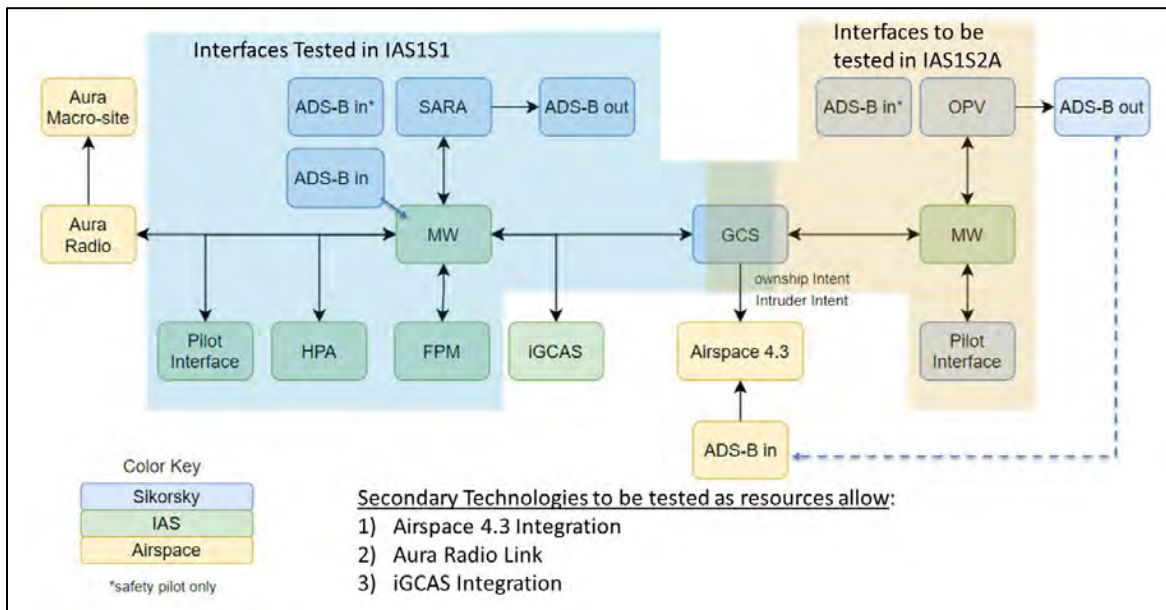 Interfaces Tested in IAS1S1
Interfaces to be
tested in IAS1S2A
Aura
Macro-site
ADS-B in*
SARA
ADS-B out
ADS-B in*
OPV
ADS-B out
ADS-B in
Aura
Radio
MW
GCS
MW
ownship Intent
Intruder Intent
Pilot
Interface
HPA
FPM
iGCAS
Airspace 4.3
Pilot
Interface
ADS-B in
Color Key
Sikorsky
IAS
Airspace
*safety pilot only
Secondary Technologies to be tested as resources allow:
1) Airspace 4.3 Integration
2) Aura Radio Link
3) iGCAS Integration